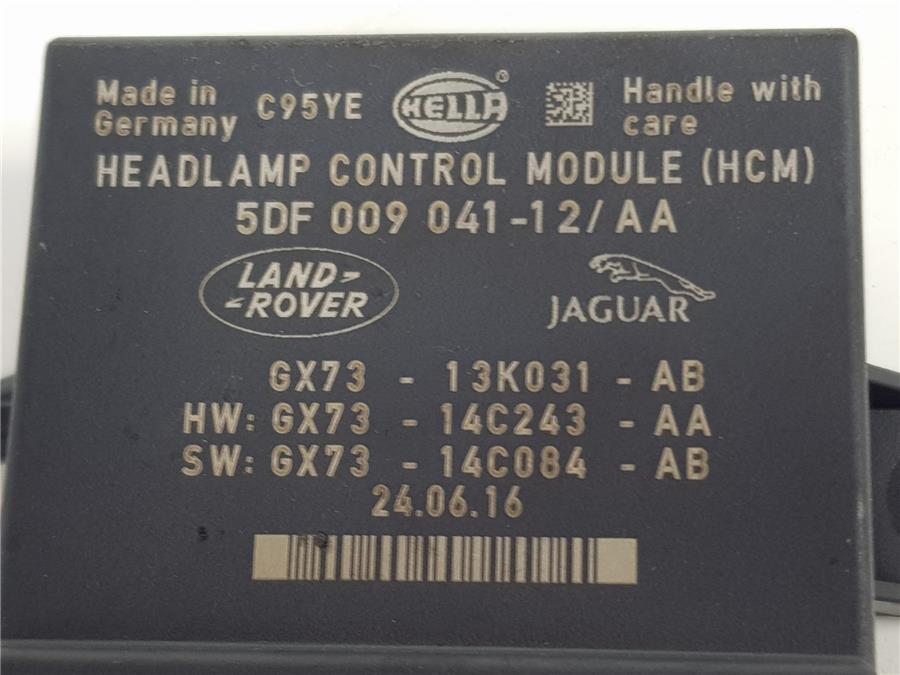 Made in Germany C95YE HELLA® Handle with care
HEADLAMP CONTROL MODULE (HCM)
5DF 009 041-12/AA
LAND ROVER JAGUAR
GX73 - 13K031 - AB
HW: GX73 - 14C243 - AA
SW: GX73 - 14C084 - AB
24.06.16